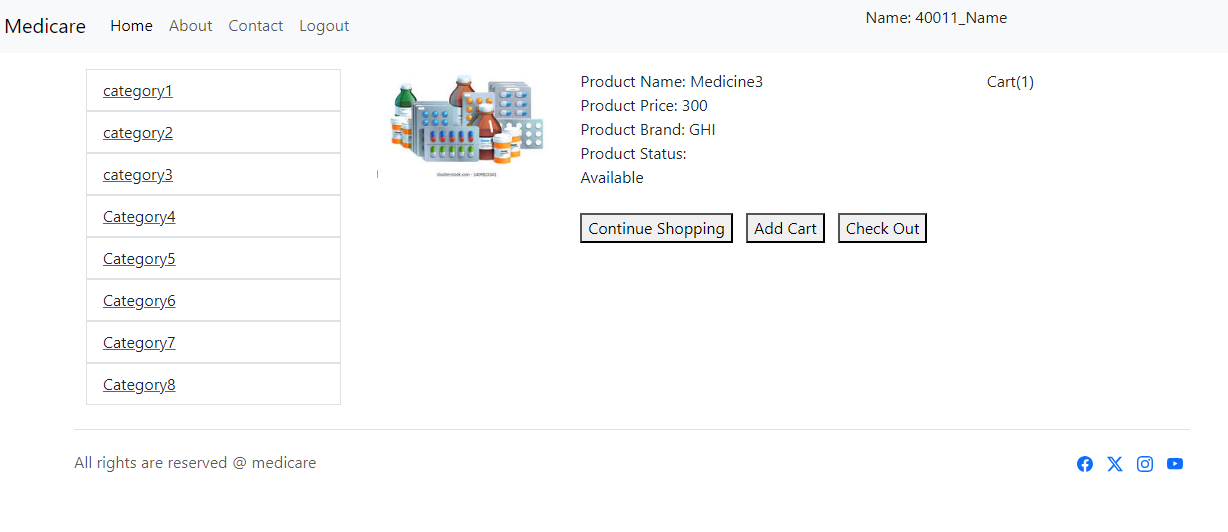 Medicare Home About Contact Logout Name: 40011_Name
category1
category2
category3
Category4
Category5
Category6
Category7
Category8
Product Name: Medicine3
Product Price: 300
Product Brand: GHI
Product Status:
Available
Continue Shopping Add Cart Check Out
Cart(1)
All rights are reserved @ medicare